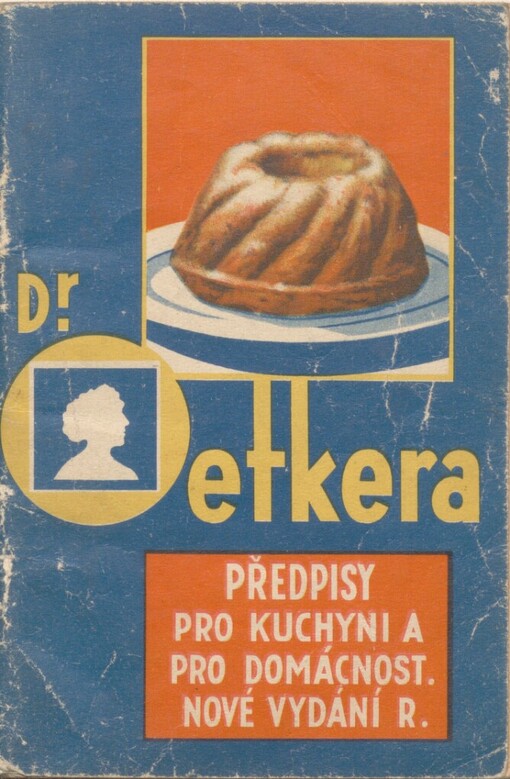 Dr.
Oetkera
PŘEDPISY
PRO KUCHYNI A
PRO DOMÁCNOST.
NOVÉ VYDÁNÍ R.